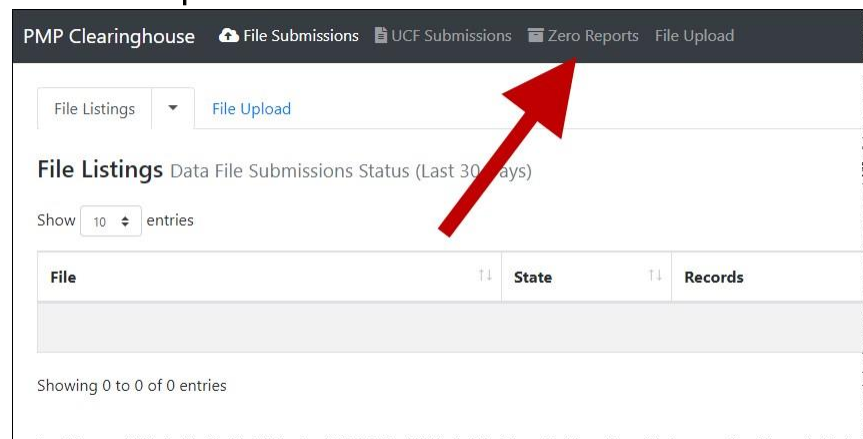 PMP Clearinghouse File Submissions UCF Submissions Zero Reports File Upload
File Listings File Upload
File Listings Data File Submissions Status (Last 30 Days)
Show 10 entries
File State Records
Showing 0 to 0 of 0 entries